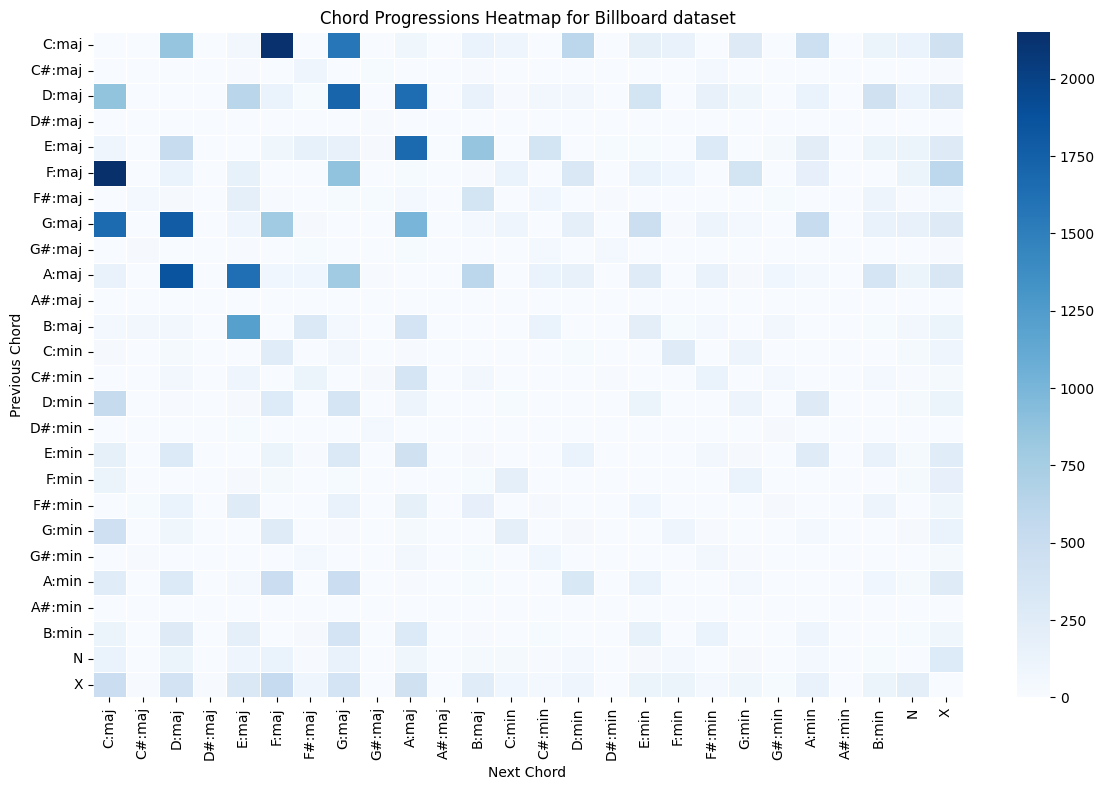 Chord Progressions Heatmap for Billboard dataset
Previous Chord
C:maj
C#:maj
D:maj
D#:maj
E:maj
F:maj
F#:maj
G:maj
G#:maj
A:maj
A#:maj
B:maj
C:min
C#:min
D:min
D#:min
E:min
F:min
F#:min
G:min
G#:min
A:min
A#:min
B:min
N
X
C:maj
C#:maj
D:maj
D#:maj
E:maj
F:maj
F#:maj
G:maj
G#:maj
A:maj
A#:maj
B:maj
C:min
C#:min
D:min
D#:min
E:min
F:min
F#:min
G:min
G#:min
A:min
A#:min
B:min
N
X
Next Chord
2000
1750
1500
1250
1000
750
500
250
0